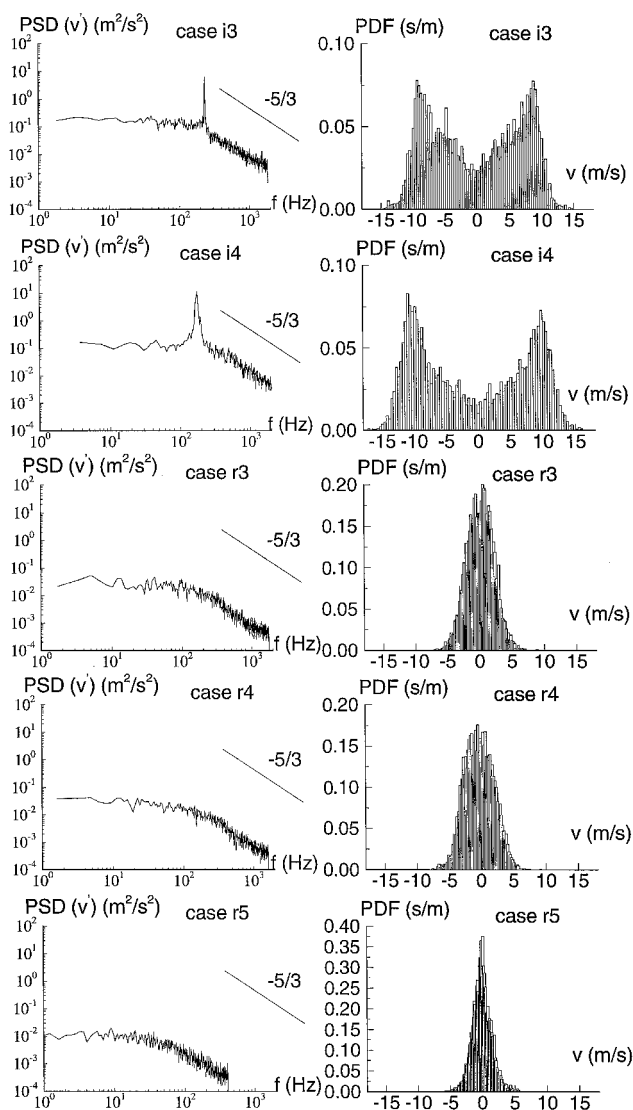 PSD (v') (m²/s²) case i3
10²
10¹
10⁰
10⁻¹
10⁻²
10⁻³
10⁻⁴
-5/3
10⁰ 10¹ 10² 10³ f (Hz)
PDF (s/m) case i3
0.10
0.05
0.00
v (m/s)
-15 -10 -5 0 5 10 15
PSD (v') (m²/s²) case i4
10²
10¹
10⁰
10⁻¹
10⁻²
10⁻³
10⁻⁴
-5/3
10⁰ 10¹ 10² 10³ f (Hz)
PDF (s/m) case i4
0.10
0.05
0.00
v (m/s)
-15 -10 -5 0 5 10 15
PSD (v') (m²/s²) case r3
10²
10¹
10⁰
10⁻¹
10⁻²
10⁻³
10⁻⁴
-5/3
10⁰ 10¹ 10² 10³ f (Hz)
PDF (s/m) case r3
0.20
0.15
0.10
0.05
0.00
v (m/s)
-15 -10 -5 0 5 10 15
PSD (v') (m²/s²) case r4
10²
10¹
10⁰
10⁻¹
10⁻²
10⁻³
10⁻⁴
-5/3
10⁰ 10¹ 10² 10³ f (Hz)
PDF (s/m) case r4
0.15
0.10
0.05
0.00
v (m/s)
-15 -10 -5 0 5 10 15
PSD (v') (m²/s²) case r5
10²
10¹
10⁰
10⁻¹
10⁻²
10⁻³
10⁻⁴
-5/3
10⁰ 10¹ 10² 10³ f (Hz)
PDF (s/m) case r5
0.40
0.35
0.30
0.25
0.20
0.15
0.10
0.05
0.00
v (m/s)
-15 -10 -5 0 5 10 15